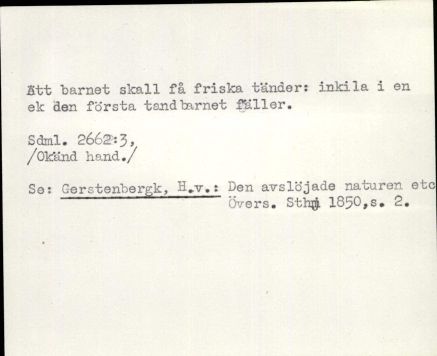 Att barnet skall få friska tänder: inkila i en
ek den första tand barnet fäller.
Sdml. 2662:3,
/Okänd hand./
Se: Gerstenbergk, H.v.: Den avslöjade naturen etc
Övers. Sthm 1850,s. 2.